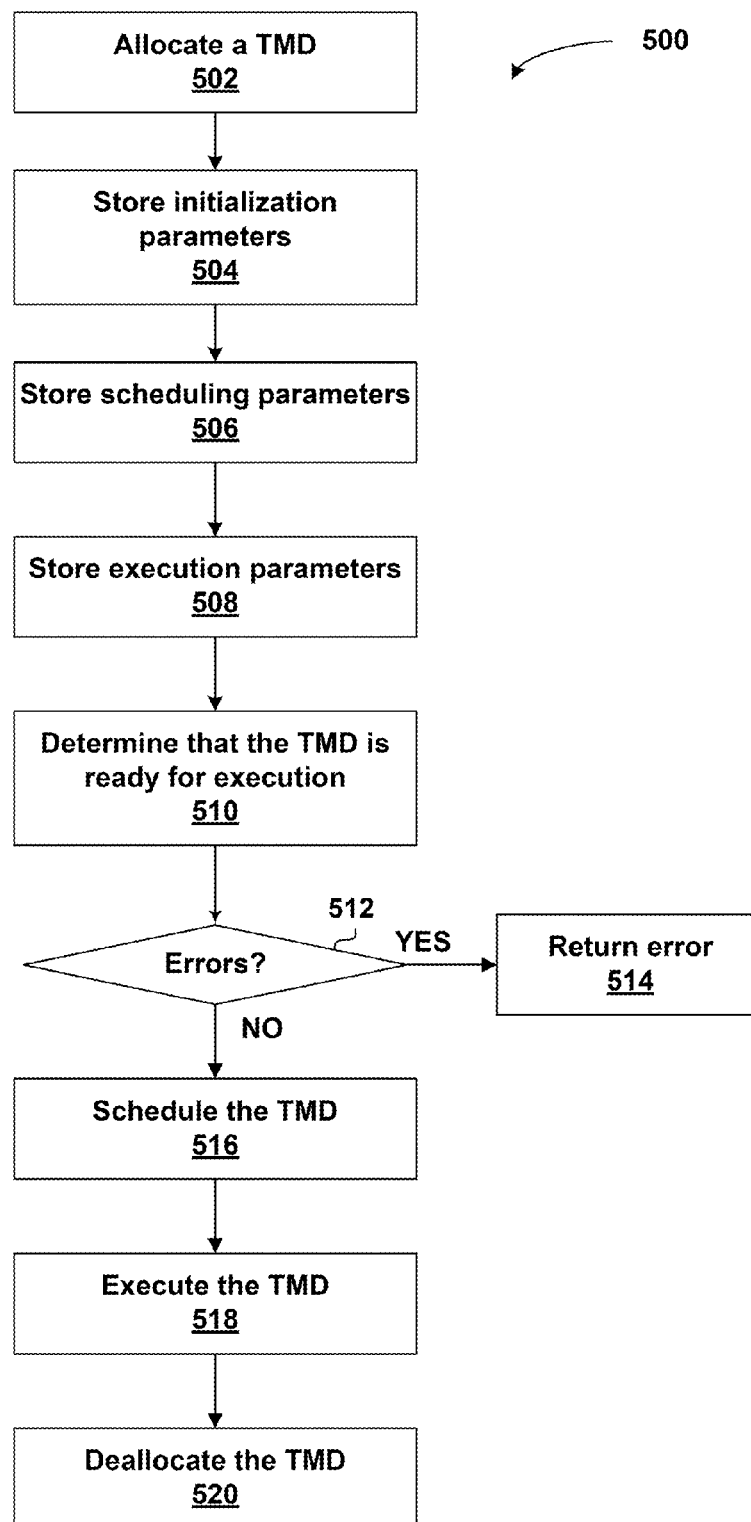 Allocate a TMD
502
500
Store initialization
parameters
504
Store scheduling parameters
506
Store execution parameters
508
Determine that the TMD is
ready for execution
510
512
Errors?
YES
Return error
514
NO
Schedule the TMD
516
Execute the TMD
518
Deallocate the TMD
520